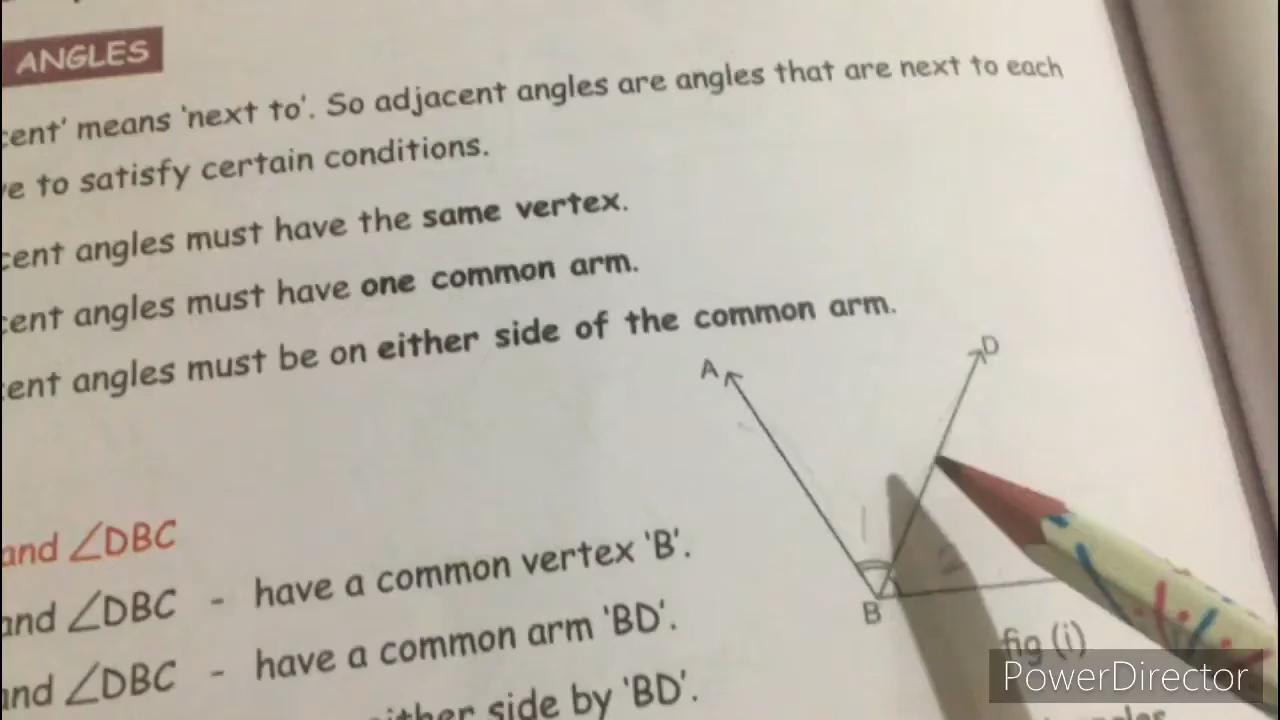 ANGLES
cent' means 'next to'. So adjacent angles are angles that are next to each
e to satisfy certain conditions.
cent angles must have the same vertex.
cent angles must have one common arm.
cent angles must be on either side of the common arm.
A
D
and ∠DBC
and ∠DBC - have a common vertex 'B'.
1
2
B
and ∠DBC - have a common arm 'BD'.
fig (i)
either side by 'BD'.
PowerDirector